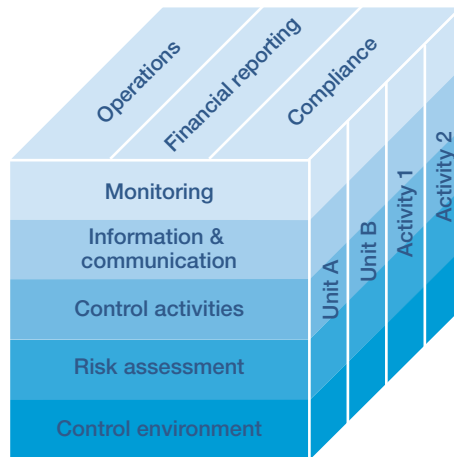 Operations
Financial reporting
Compliance
Monitoring
Information &
communication
Control activities
Risk assessment
Control environment
Unit A
Unit B
Activity 1
Activity 2